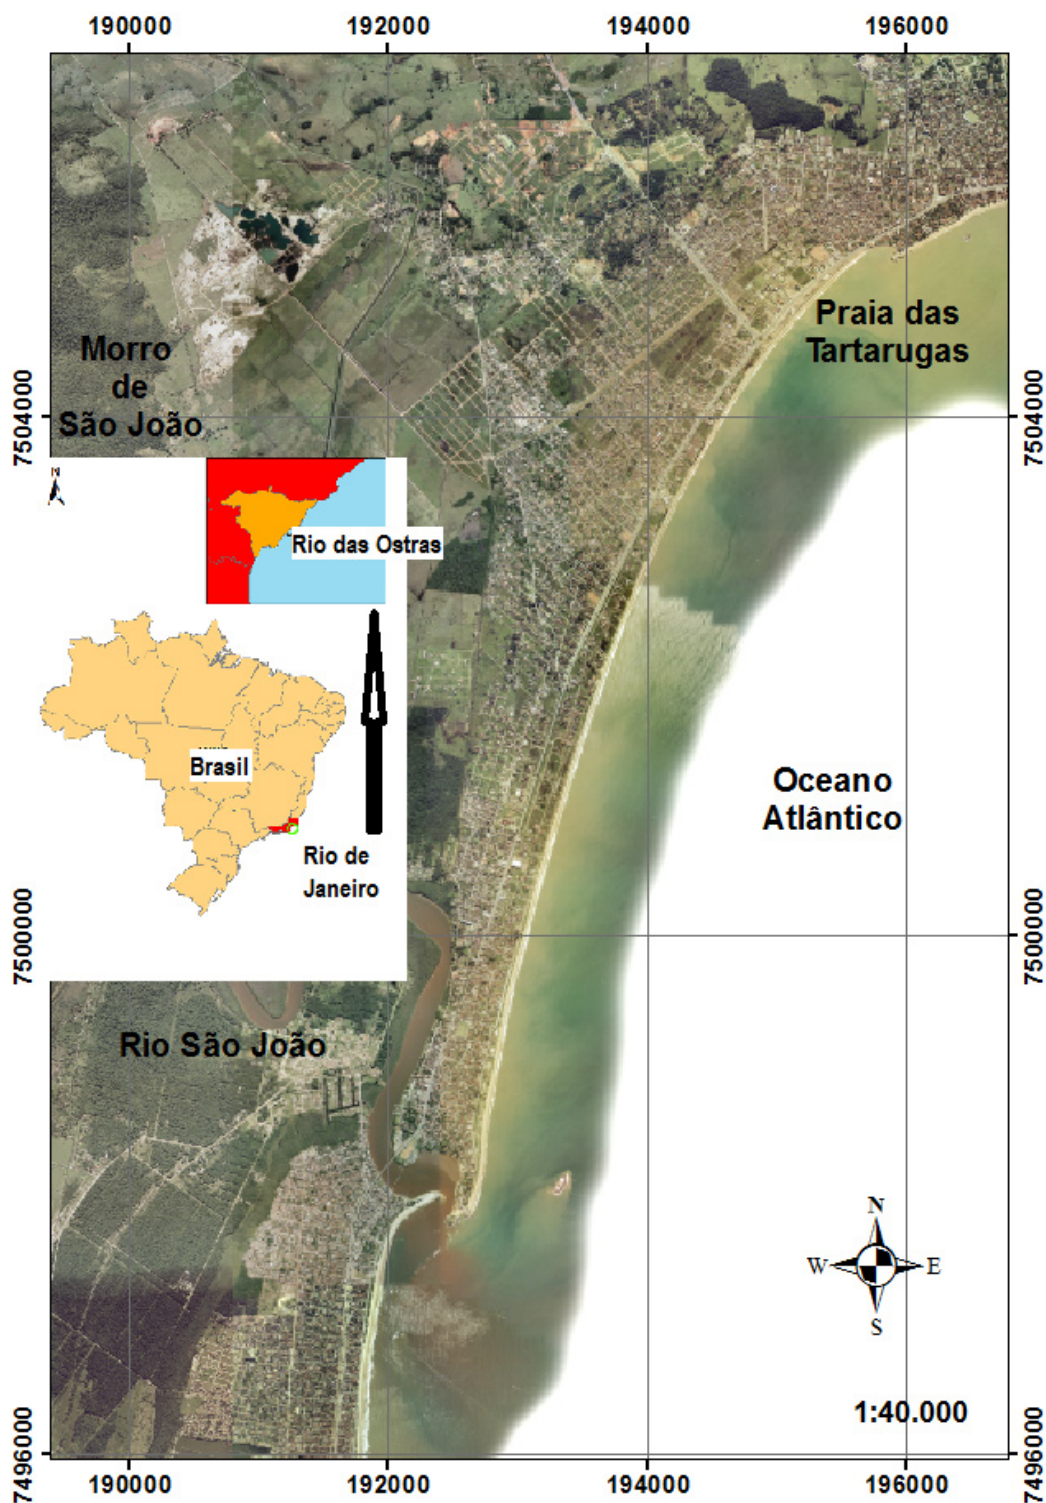 190000
192000
194000
196000
Praia das
Tartarugas
Morro
de
São João
7504000
7504000
N
Rio das Ostras
Brasil
Oceano
Atlântico
Rio de
Janeiro
7500000
7500000
Rio São João
N
W
E
S
1:40.000
7496000
7496000
190000
192000
194000
196000